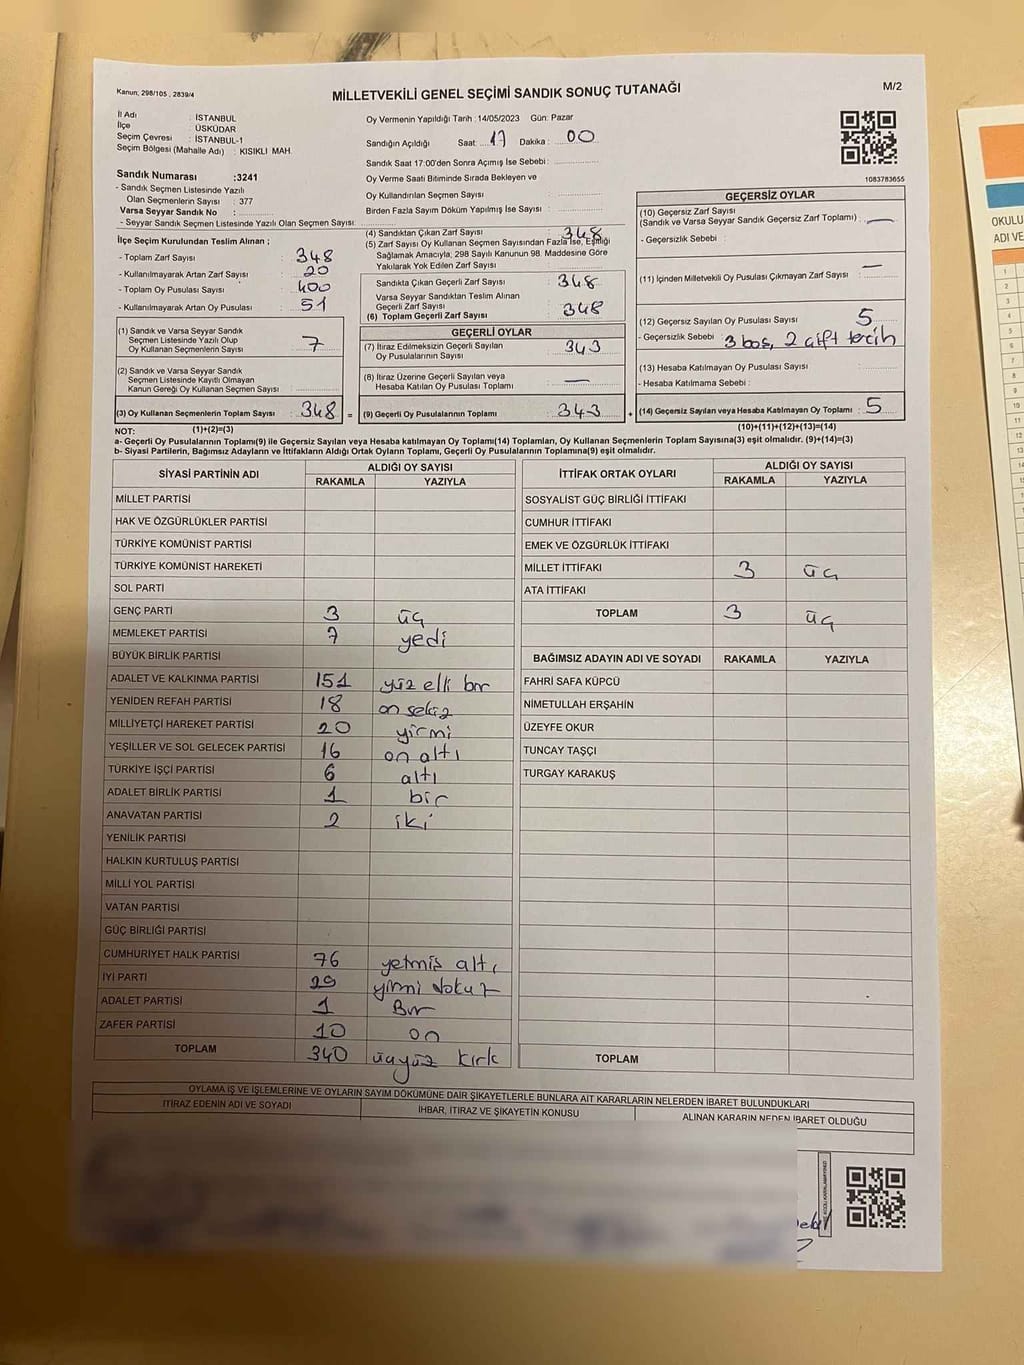 Kanun; 298/105 , 2839/4
MİLLETVEKİLİ GENEL SEÇİMİ SANDIK SONUÇ TUTANAĞI
M/2
İl Adı : İSTANBUL
İlçe : ÜSKÜDAR
Seçim Çevresi : İSTANBUL-1
Seçim Bölgesi (Mahalle Adı) : KISIKLI MAH.
Oy Vermenin Yapıldığı Tarih :14/05/2023 Gün: Pazar
Sandığın Açıldığı Saat: 17 Dakika : 00
Sandık Saat 17:00'den Sonra Açımış İse Sebebi :
Oy Verme Saati Bitiminde Sırada Bekleyen ve
Oy Kullandırılan Seçmen Sayısı :
Birden Fazla Sayım Döküm Yapılmış İse Sayısı :
1083783655
Sandık Numarası :3241
- Sandık Seçmen Listesinde Yazılı
Olan Seçmenlerin Sayısı : 377
Varsa Seyyar Sandık No :
- Seyyar Sandık Seçmen Listesinde Yazılı Olan Seçmen Sayısı:
İlçe Seçim Kurulundan Teslim Alınan ;
- Toplam Zarf Sayısı : 348
- Kullanılmayarak Artan Zarf Sayısı : 20
- Toplam Oy Pusulası Sayısı : 400
- Kullanılmayarak Artan Oy Pusulası : 51
(1) Sandık ve Varsa Seyyar Sandık
Seçmen Listesinde Yazılı Olup
Oy Kullanan Seçmenlerin Sayısı : 7
(2) Sandık ve Varsa Seyyar Sandık
Seçmen Listesinde Kayıtlı Olmayan
Kanun Gereği Oy Kullanan Seçmen Sayısı :
(3) Oy Kullanan Seçmenlerin Toplam Sayısı : 348 =
(4) Sandıktan Çıkan Zarf Sayısı : 348
(5) Zarf Sayısı Oy Kullanan Seçmen Sayısından Fazla İse, Eşitliği
Sağlamak Amacıyla, 298 Sayılı Kanunun 98. Maddesine Göre
Yakılarak Yok Edilen Zarf Sayısı :
Sandıkta Çıkan Geçerli Zarf Sayısı : 348
Varsa Seyyar Sandıktan Teslim Alınan
Geçerli Zarf Sayısı
(6) Toplam Geçerli Zarf Sayısı : 348
GEÇERLİ OYLAR
(7) İtiraz Edilmeksizin Geçerli Sayılan
Oy Pusulalarının Sayısı : 343
(8) İtiraz Üzerine Geçerli Sayılan veya
Hesaba Katılan Oy Pusulası Toplamı : —
(9) Geçerli Oy Pusulalarının Toplamı : 343 +
GEÇERSİZ OYLAR
(10) Geçersiz Zarf Sayısı
(Sandık ve Varsa Seyyar Sandık Geçersiz Zarf Toplamı) : —
- Geçersizlik Sebebi :
(11) İçinden Milletvekili Oy Pusulası Çıkmayan Zarf Sayısı : —
(12) Geçersiz Sayılan Oy Pusulası Sayısı : 5
- Geçersizlik Sebebi : 3 boş, 2 çift tercih
(13) Hesaba Katılmayan Oy Pusulası Sayısı :
- Hesaba Katılmama Sebebi :
(14) Geçersiz Sayılan veya Hesaba Katılmayan Oy Toplamı : 5
NOT: (1)+(2)=(3)
(10)+(11)+(12)+(13)=(14)
a- Geçerli Oy Pusulalarının Toplamı(9) ile Geçersiz Sayılan veya Hesaba katılmayan Oy Toplamı(14) Toplamları, Oy Kullanan Seçmenlerin Toplam Sayısına(3) eşit olmalıdır. (9)+(14)=(3)
b- Siyasi Partilerin, Bağımsız Adayların ve İttifakların Aldığı Ortak Oyların Toplamı, Geçerli Oy Pusulalarının Toplamına(9) eşit olmalıdır.
SİYASİ PARTİNİN ADI ALDIĞI OY SAYISI
RAKAMLA YAZIYLA
MİLLET PARTİSİ
HAK VE ÖZGÜRLÜKLER PARTİSİ
TÜRKİYE KOMÜNİST PARTİSİ
TÜRKİYE KOMÜNİST HAREKETİ
SOL PARTİ
GENÇ PARTİ 3 üç
MEMLEKET PARTİSİ 7 yedi
BÜYÜK BİRLİK PARTİSİ
ADALET VE KALKINMA PARTİSİ 151 yüz elli bir
YENİDEN REFAH PARTİSİ 18 on sekiz
MİLLİYETÇİ HAREKET PARTİSİ 20 yirmi
YEŞİLLER VE SOL GELECEK PARTİSİ 16 on altı
TÜRKİYE İŞÇİ PARTİSİ 6 altı
ADALET BİRLİK PARTİSİ 1 bir
ANAVATAN PARTİSİ 2 iki
YENİLİK PARTİSİ
HALKIN KURTULUŞ PARTİSİ
MİLLİ YOL PARTİSİ
VATAN PARTİSİ
GÜÇ BİRLİĞİ PARTİSİ
CUMHURİYET HALK PARTİSİ 76 yetmiş altı
İYİ PARTİ 29 yirmi dokuz
ADALET PARTİSİ 1 Bir
ZAFER PARTİSİ 10 on
TOPLAM 340 üçyüz kırk
İTTİFAK ORTAK OYLARI ALDIĞI OY SAYISI
RAKAMLA YAZIYLA
SOSYALİST GÜÇ BİRLİĞİ İTTİFAKI
CUMHUR İTTİFAKI
EMEK VE ÖZGÜRLÜK İTTİFAKI
MİLLET İTTİFAKI 3 üç
ATA İTTİFAKI
TOPLAM 3 üç
BAĞIMSIZ ADAYIN ADI VE SOYADI RAKAMLA YAZIYLA
FAHRİ SAFA KÜPCÜ
NİMETULLAH ERŞAHİN
ÜZEYFE OKUR
TUNCAY TAŞÇI
TURGAY KARAKUŞ
TOPLAM
OYLAMA İŞ VE İŞLEMLERİNE VE OYLARIN SAYIM DÖKÜMÜNE DAİR ŞİKAYETLERLE BUNLARA AİT KARARLARIN NELERDEN İBARET BULUNDUKLARI
İTİRAZ EDENİN ADI VE SOYADI İHBAR, İTİRAZ VE ŞİKAYETİN KONUSU ALINAN KARARIN NEDEN İBARET OLDUĞU
OKULU
ADI VE
1
2
3
4
5
6
7
8
9
10
11
12